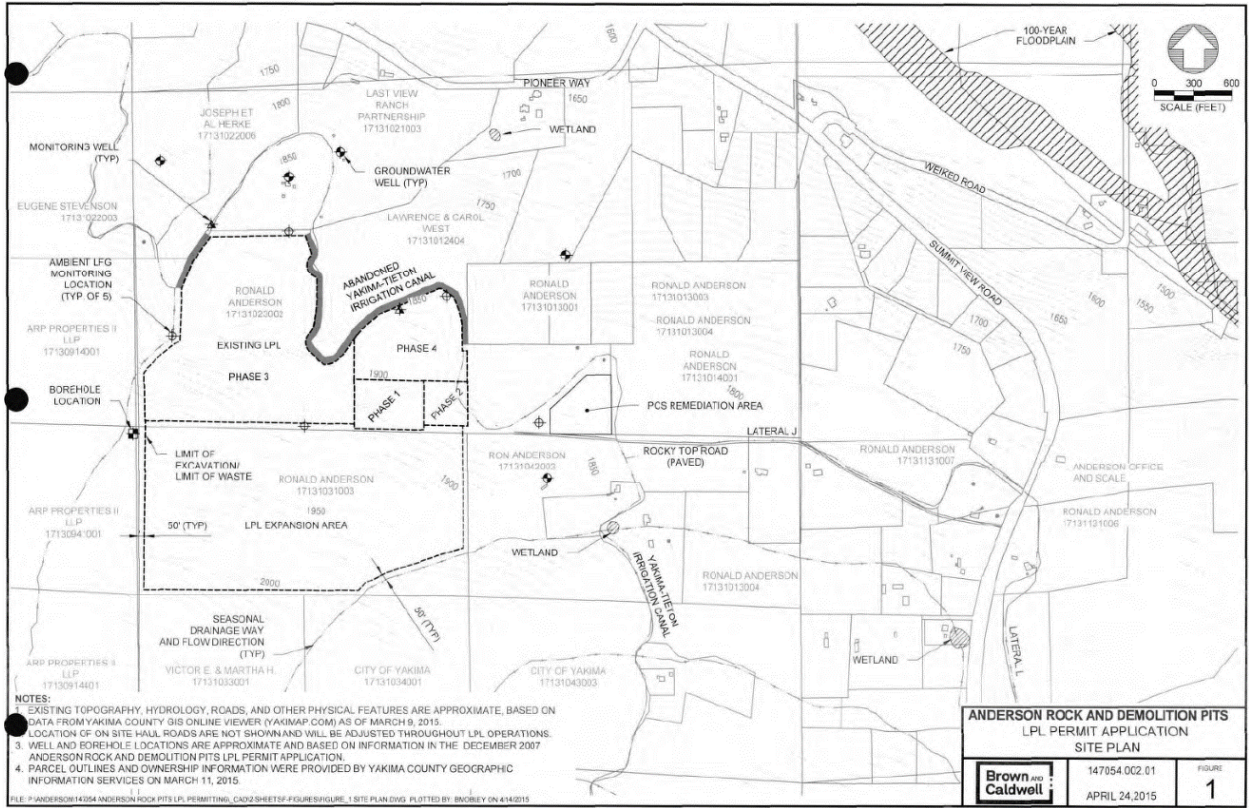 100-YEAR
FLOODPLAIN
0 300 600
SCALE (FEET)
1600
1750
PIONEER WAY
1650
1800
JOSEPH ET
AL HERKE
17131022006
LAST VIEW
RANCH
PARTNERSHIP
17131021003
WETLAND
MONITORING WELL
(TYP)
1850
GROUNDWATER
WELL (TYP)
1700
WEIKED ROAD
EUGENE STEVENSON
1750
LAWRENCE & CAROL
WEST
17131012404
SUMMIT VIEW ROAD
AMBIENT LFG
MONITORING
LOCATION
(TYP. OF 5)
ABANDONED
YAKIMA-TIETON
IRRIGATION CANAL
1850
RONALD
ANDERSON
17131023002
RONALD
ANDERSON
17131013001
RONALD ANDERSON
17131013003
RONALD ANDERSON
17131013004
1500
1550
1600
1650
1700
1750
ARP PROPERTIES II
LLP
17130914001
EXISTING LPL
PHASE 3
PHASE 4
1900
PHASE 1
PHASE 2
RONALD
ANDERSON
17131014001
1800
PCS REMEDIATION AREA
BOREHOLE
LOCATION
LATERAL J
LIMIT OF
EXCAVATION/
LIMIT OF WASTE
RON ANDERSON
ROCKY TOP ROAD
(PAVED)
1850
RONALD ANDERSON
17131131007
RONALD ANDERSON
17131031003
1900
ANDERSON OFFICE
AND SCALE
1950
LPL EXPANSION AREA
ARP PROPERTIES II
LLP
50' (TYP)
RONALD ANDERSON
WETLAND
2000
50' (TYP)
YAKIMA-TIETON
IRRIGATION CANAL
RONALD ANDERSON
17131013004
SEASONAL
DRAINAGE WAY
AND FLOW DIRECTION
(TYP)
LATERAL L
WETLAND
ARP PROPERTIES II
LLP
VICTOR E. & MARTHA H.
17131033001
CITY OF YAKIMA
17131034001
CITY OF YAKIMA
17131043003
NOTES:
1. EXISTING TOPOGRAPHY, HYDROLOGY, ROADS, AND OTHER PHYSICAL FEATURES ARE APPROXIMATE, BASED ON
DATA FROM YAKIMA COUNTY GIS ONLINE VIEWER (YAKIMAP.COM) AS OF MARCH 9, 2015.
LOCATION OF ON SITE HAUL ROADS ARE NOT SHOWN AND WILL BE ADJUSTED THROUGHOUT LPL OPERATIONS.
3. WELL AND BOREHOLE LOCATIONS ARE APPROXIMATE AND BASED ON INFORMATION IN THE DECEMBER 2007
ANDERSON ROCK AND DEMOLITION PITS LPL PERMIT APPLICATION.
4. PARCEL OUTLINES AND OWNERSHIP INFORMATION WERE PROVIDED BY YAKIMA COUNTY GEOGRAPHIC
INFORMATION SERVICES ON MARCH 11, 2015.
ANDERSON ROCK AND DEMOLITION PITS
LPL PERMIT APPLICATION
SITE PLAN
Brown AND
Caldwell
147054.002.01
APRIL 24,2015
FIGURE
1
PLOTTED BY: BMOBLEY ON 4/14/2015